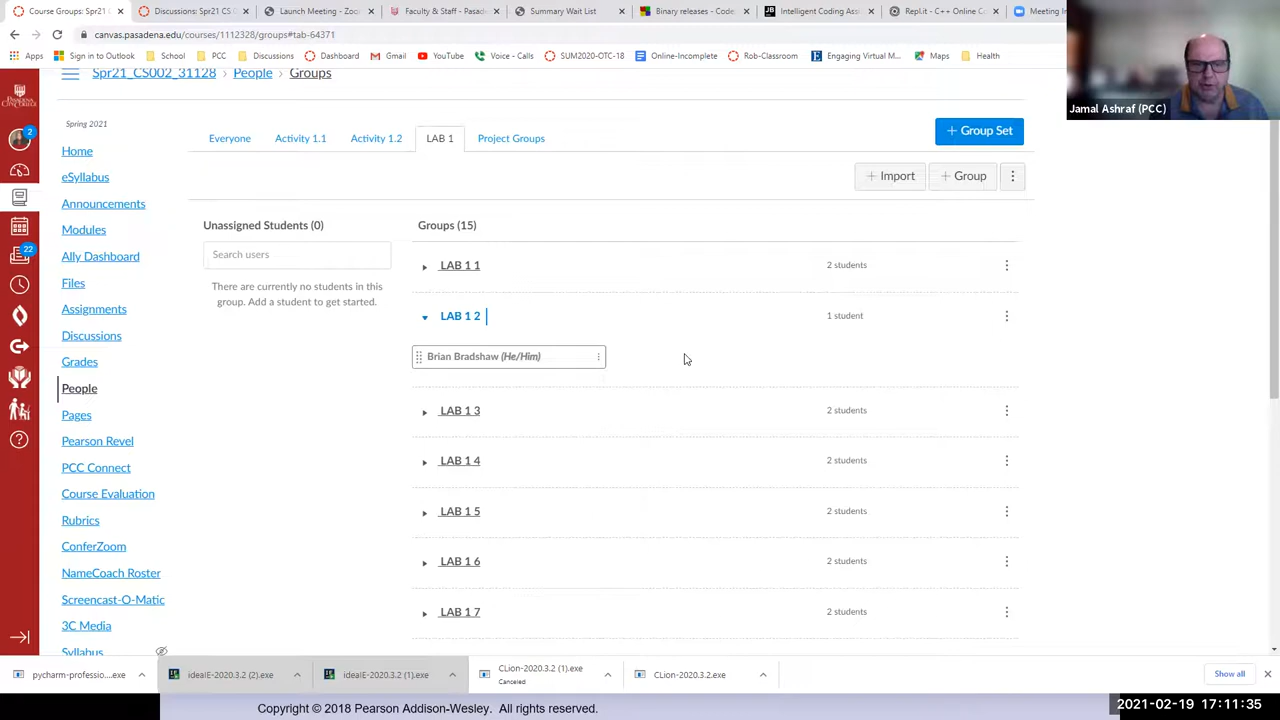 Course Groups: Spr21_CS0
Discussions: Spr21 CS 0
Launch Meeting - Zoo
Faculty & Staff -
Summary Wait List
Binary releases - Code
Intelligent Coding Ass
Repl.it - C++ Online C
Meeting In
canvas.pasadena.edu/courses/1112328/groups#tab-64371
Apps
Sign in to Outlook
School
PCC
Discussions
Dashboard
Gmail
YouTube
Voice - Calls
SUM2020-OTC-18
Online-Incomplete
Rob-Classroom
Engaging Virtual M...
Maps
Health
Jamal Ashraf (PCC)
Spr21_CS002_31128 > People > Groups
Spring 2021
Home
eSyllabus
Announcements
Modules
Ally Dashboard
Files
Assignments
Discussions
Grades
People
Pages
Pearson Revel
PCC Connect
Course Evaluation
Rubrics
ConferZoom
NameCoach Roster
Screencast-O-Matic
3C Media
Syllabus
2
22
Everyone
Activity 1.1
Activity 1.2
LAB 1
Project Groups
+ Group Set
+ Import
+ Group
Unassigned Students (0)
Search users
There are currently no students in this
group. Add a student to get started.
Groups (15)
LAB 1 1 2 students
LAB 1 2 1 student
Brian Bradshaw (He/Him)
LAB 1 3 2 students
LAB 1 4 2 students
LAB 1 5 2 students
LAB 1 6 2 students
LAB 1 7 2 students
pycharm-professio....exe
ideaIE-2020.3.2 (2).exe
ideaIE-2020.3.2 (1).exe
CLion-2020.3.2 (1).exe
Canceled
CLion-2020.3.2.exe
Show all
Copyright © 2018 Pearson Addison-Wesley. All rights reserved.
2021-02-19 17:11:35